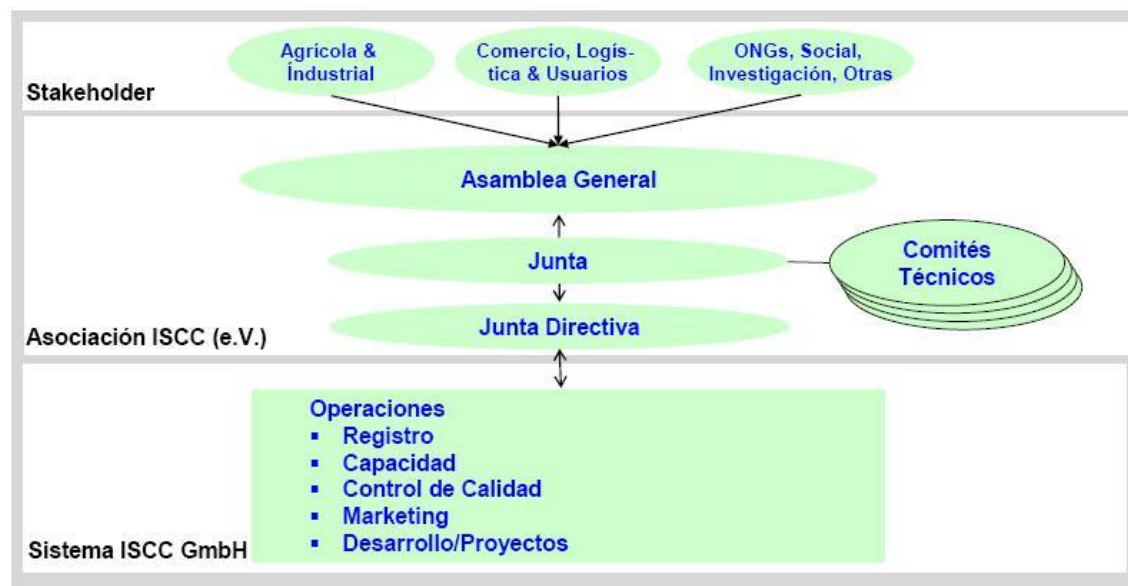 Agrícola &
Índustrial
Comercio, Logís-
tica & Usuarios
ONGs, Social,
Investigación, Otras
Stakeholder
Asamblea General
Junta
Comités
Técnicos
Junta Directiva
Asociación ISCC (e.V.)
Operaciones
▪ Registro
▪ Capacidad
▪ Control de Calidad
▪ Marketing
▪ Desarrollo/Proyectos
Sistema ISCC GmbH